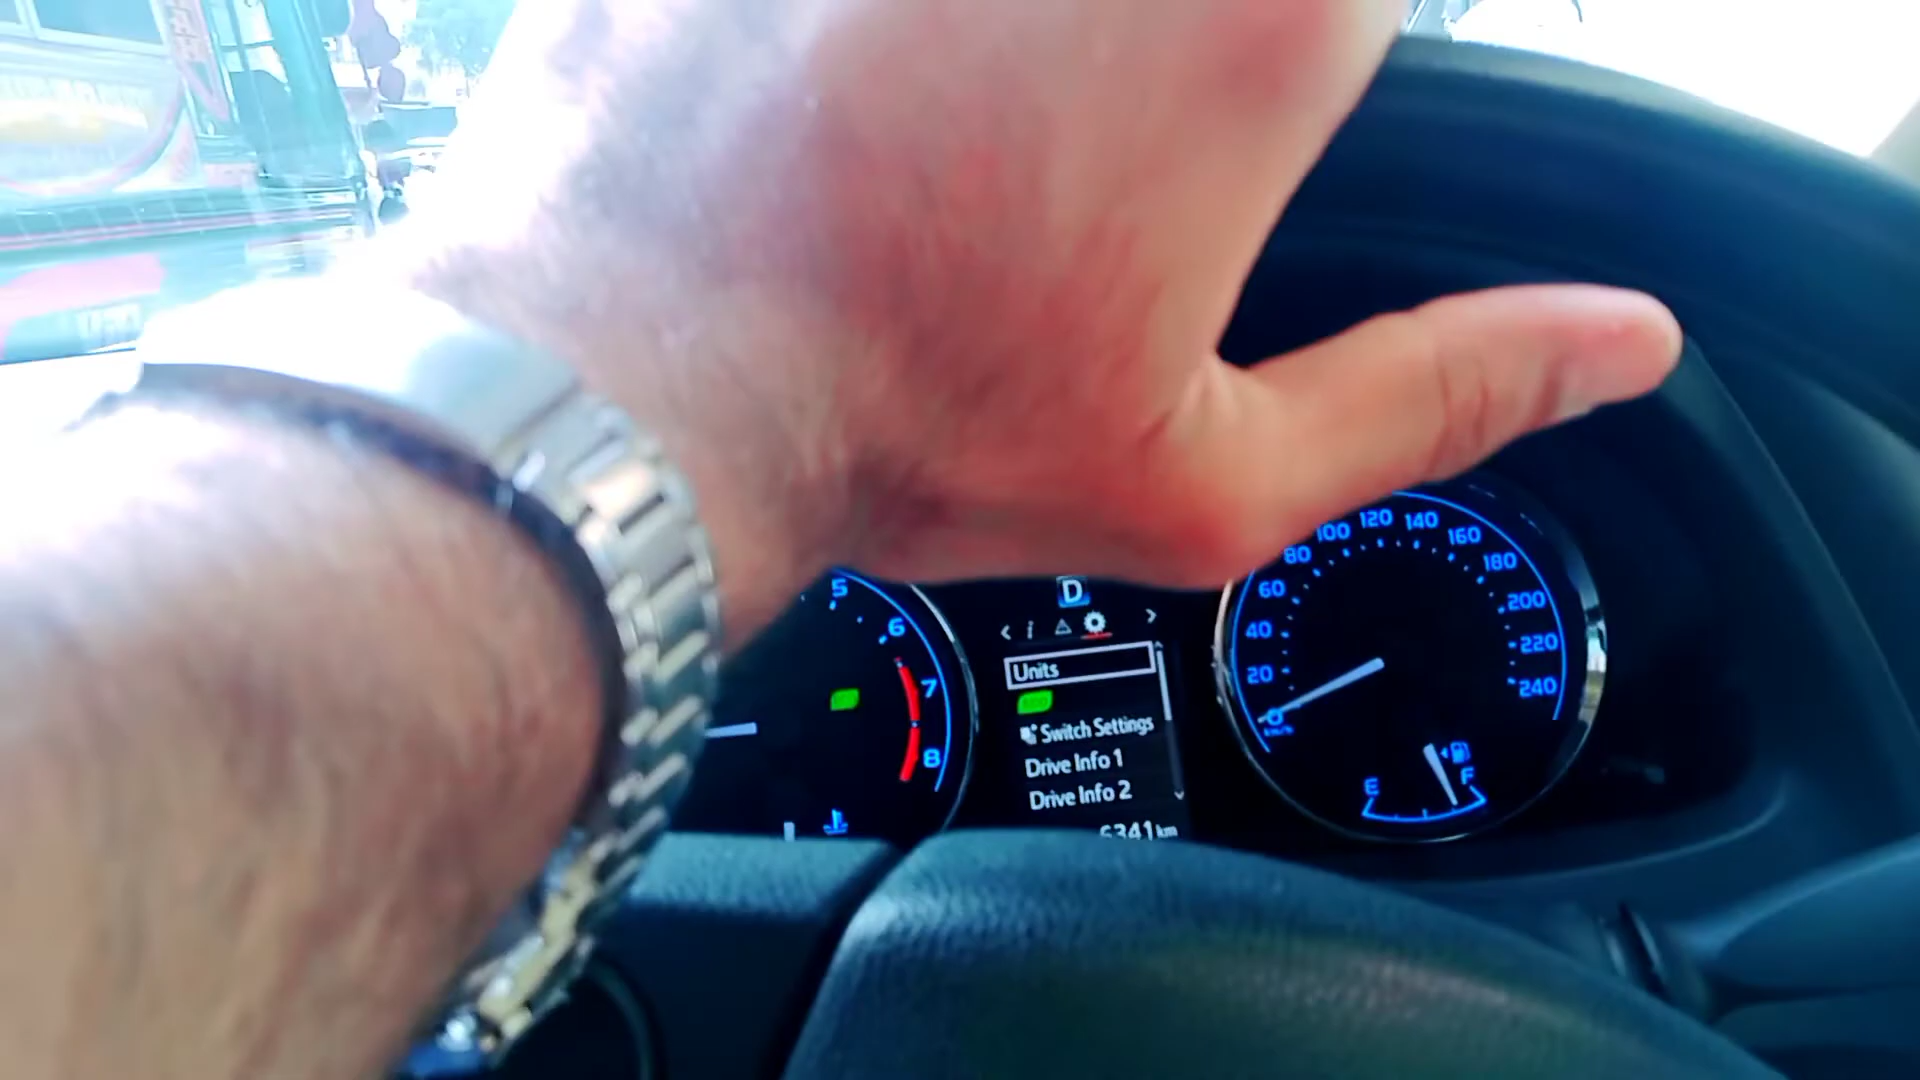 D
Units
Switch Settings
Drive Info 1
Drive Info 2
6341 km
5
6
7
8
0
20
40
60
80
100
120
140
160
180
200
220
240
km/h
E
F